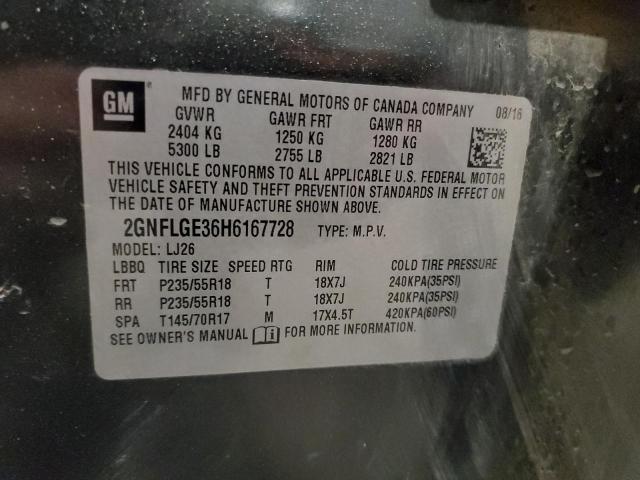 GM
MFD BY GENERAL MOTORS OF CANADA COMPANY 08/16
GVWR GAWR FRT GAWR RR
2404 KG 1250 KG 1280 KG
5300 LB 2755 LB 2821 LB
THIS VEHICLE CONFORMS TO ALL APPLICABLE U.S. FEDERAL MOTOR
VEHICLE SAFETY AND THEFT PREVENTION STANDARDS IN EFFECT ON
THE DATE OF MANUFACTURE SHOWN ABOVE.
2GNFLGE36H6167728 TYPE: M.P.V.
MODEL: LJ26
LBBQ TIRE SIZE SPEED RTG RIM COLD TIRE PRESSURE
FRT P235/55R18 T 18X7J 240KPA(35PSI)
RR P235/55R18 T 18X7J 240KPA(35PSI)
SPA T145/70R17 M 17X4.5T 420KPA(60PSI)
SEE OWNER'S MANUAL FOR MORE INFORMATION.